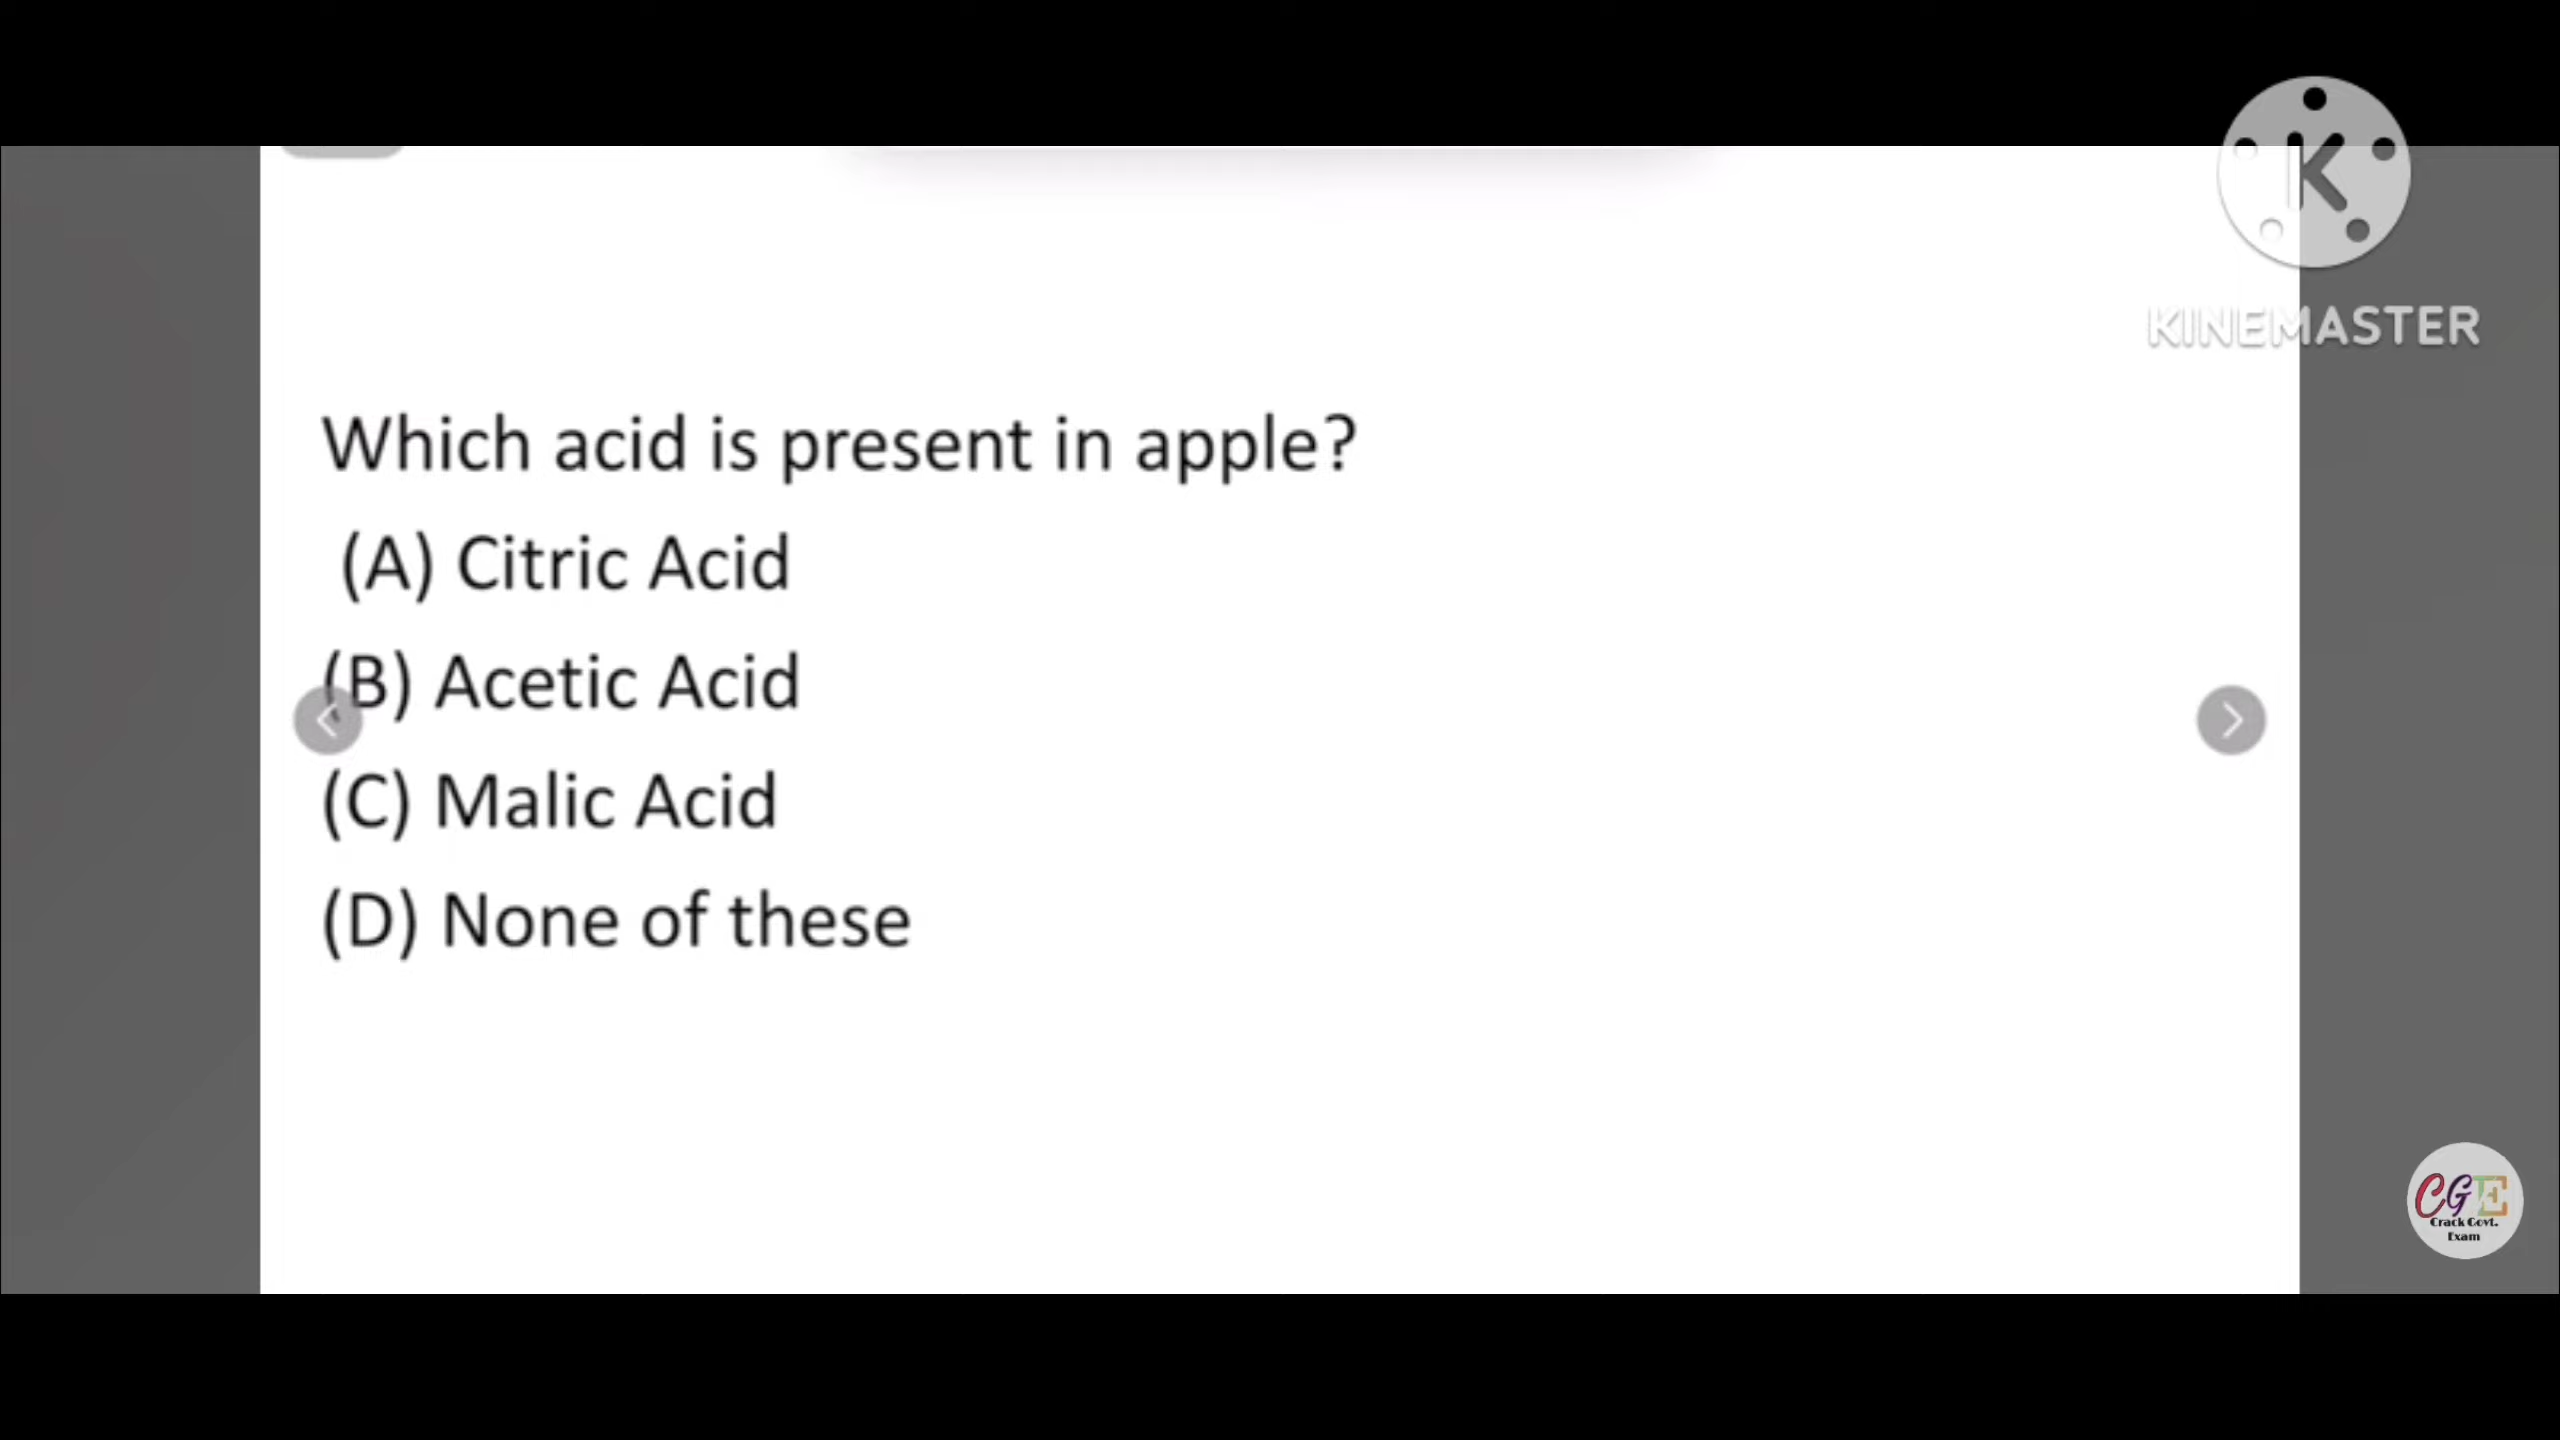 KINEMASTER
Which acid is present in apple?
(A) Citric Acid
(B) Acetic Acid
(C) Malic Acid
(D) None of these
CGE
Crack Govt.
Exam